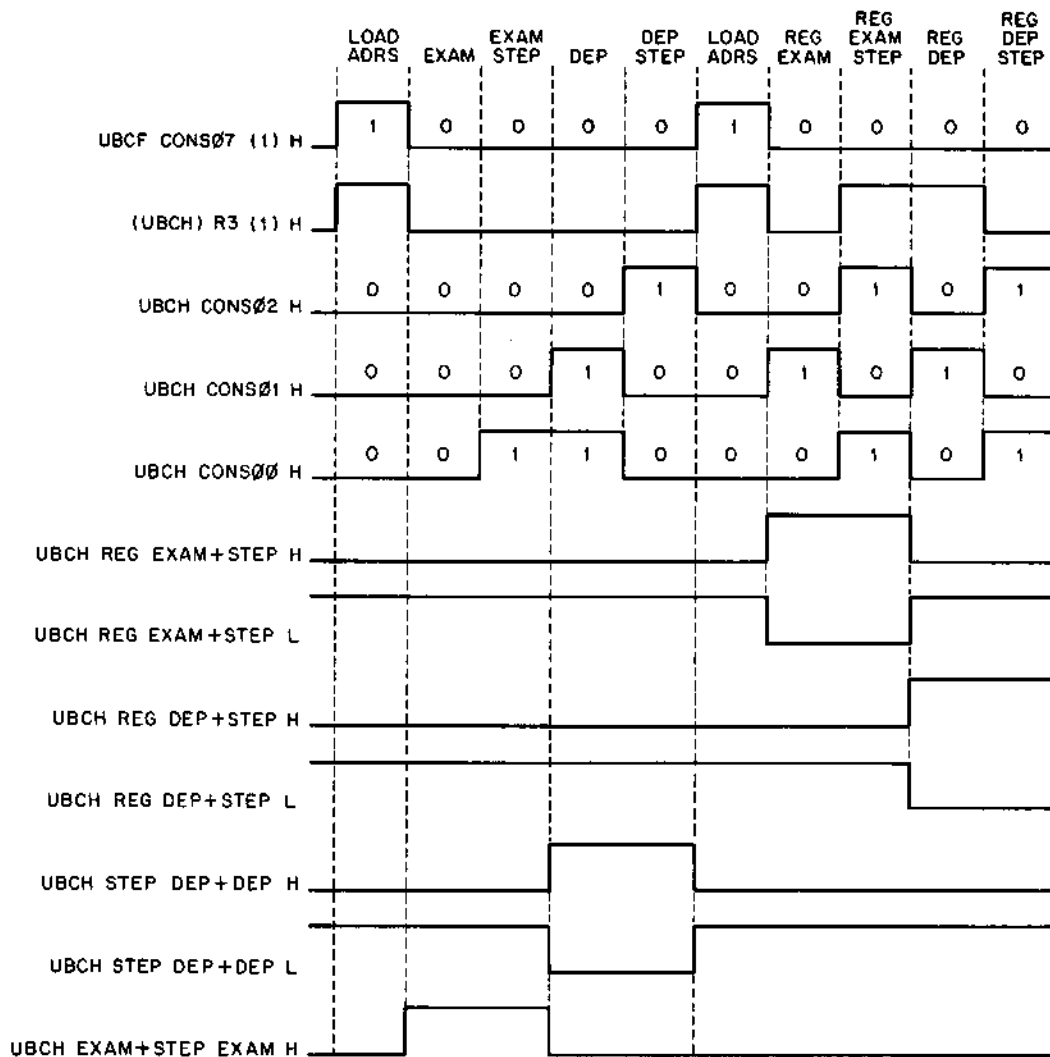 LOAD ADRS
EXAM
EXAM STEP
DEP
DEP STEP
LOAD ADRS
REG EXAM
REG EXAM STEP
REG DEP
REG DEP STEP
UBCF CONSØ7 (1) H 1 0 0 0 0 1 0 0 0 0
(UBCH) R3 (1) H
UBCH CONSØ2 H 0 0 0 0 1 0 0 1 0 1
UBCH CONSØ1 H 0 0 0 1 0 0 1 0 1 0
UBCH CONSØØ H 0 0 1 1 0 0 0 1 0 1
UBCH REG EXAM+STEP H
UBCH REG EXAM+STEP L
UBCH REG DEP+STEP H
UBCH REG DEP+STEP L
UBCH STEP DEP+DEP H
UBCH STEP DEP+DEP L
UBCH EXAM+STEP EXAM H